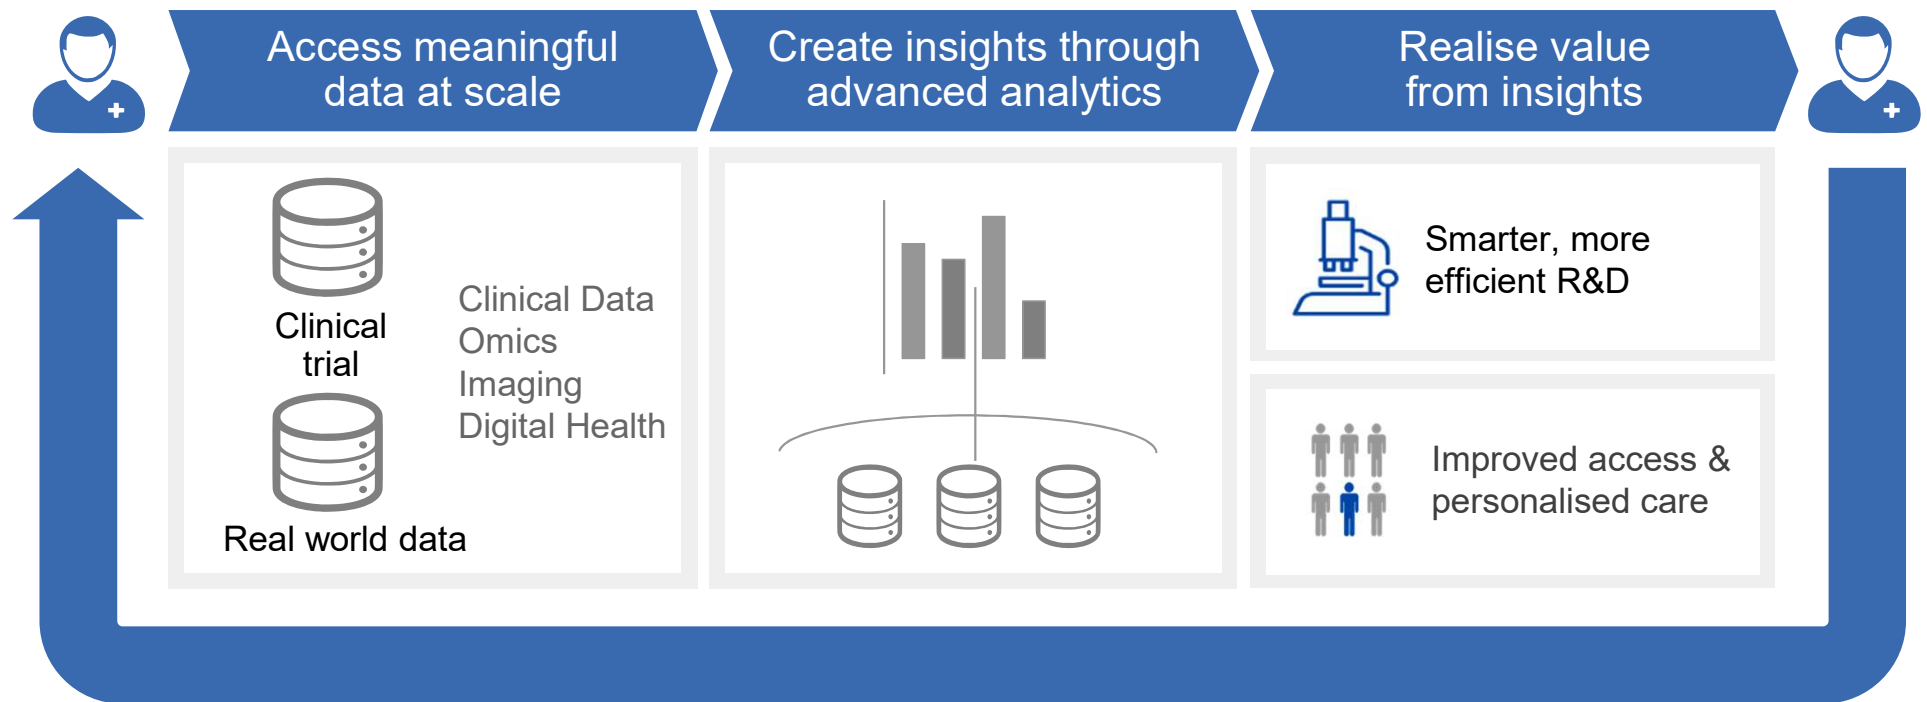 Access meaningful
data at scale
Create insights through
advanced analytics
Realise value
from insights
Clinical
trial
Real world data
Clinical Data
Omics
Imaging
Digital Health
Smarter, more
efficient R&D
Improved access &
personalised care